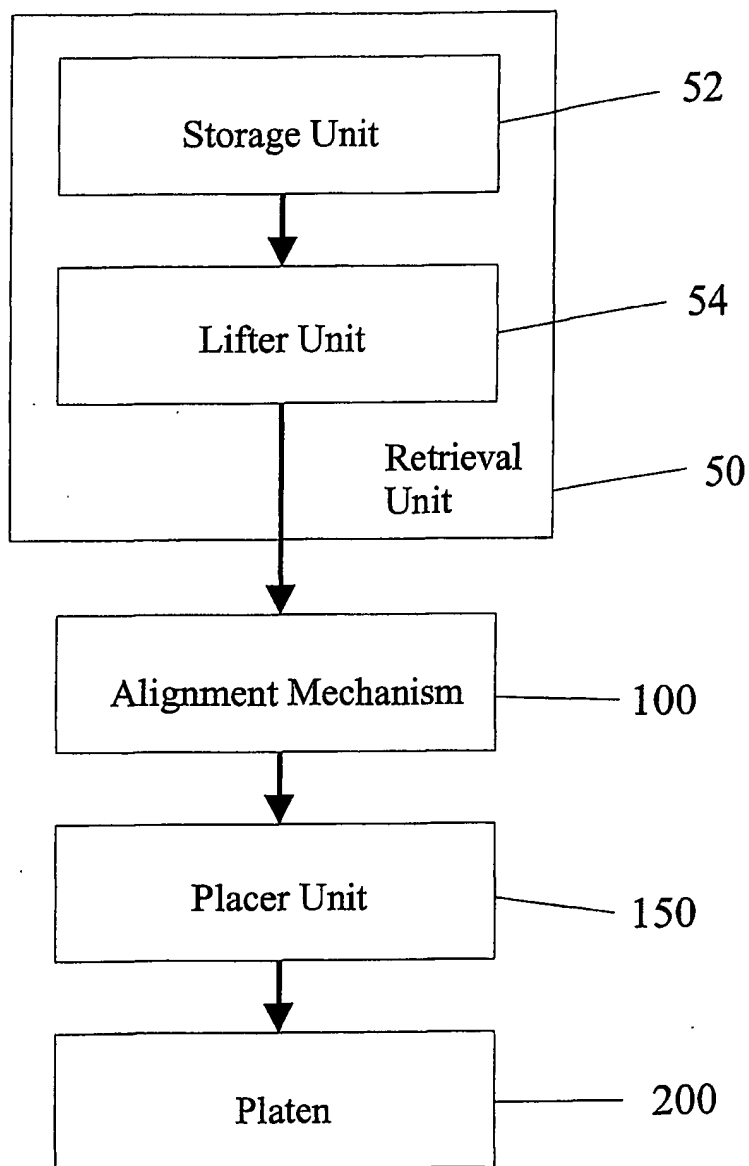 Storage Unit
52
Lifter Unit
54
Retrieval
Unit
50
Alignment Mechanism
100
Placer Unit
150
Platen
200